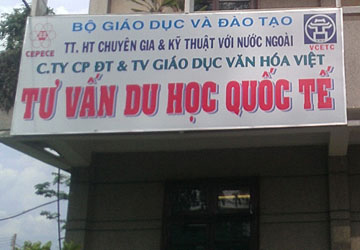 BỘ GIÁO DỤC VÀ ĐÀO TẠO
TT. HT CHUYÊN GIA & KỸ THUẬT VỚI NƯỚC NGOÀI
CEPECE
VCETC
C.TY CP ĐT & TV GIÁO DỤC VĂN HÓA VIỆT
TƯ VẤN DU HỌC QUỐC TẾ